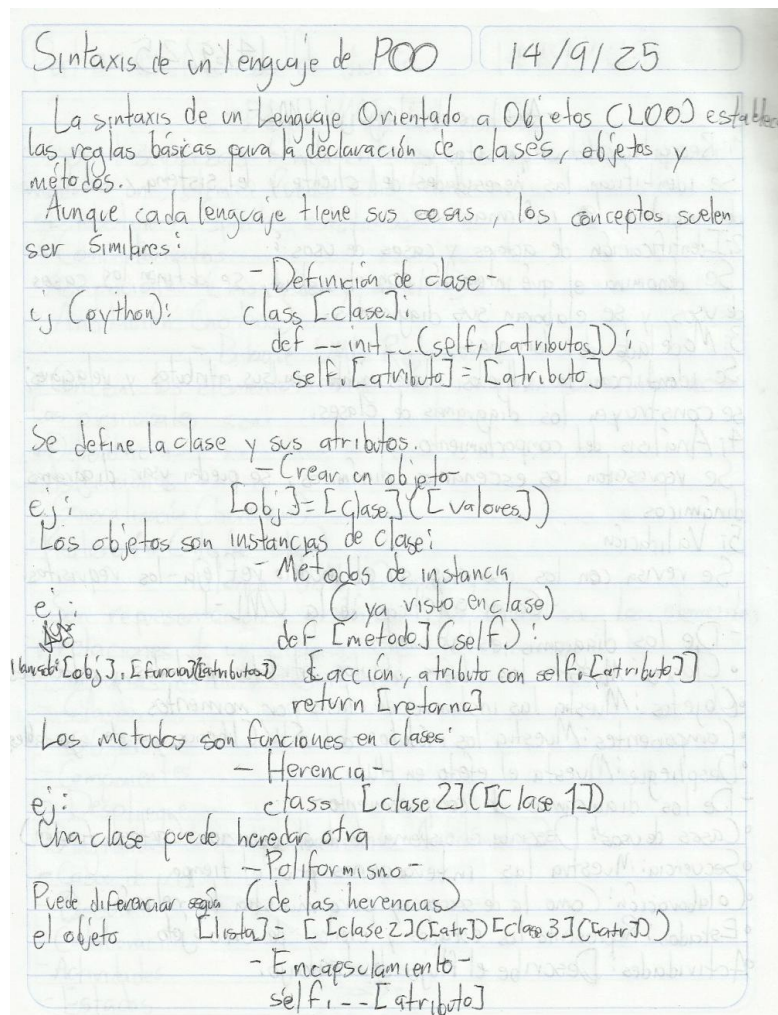 Sintaxis de un lenguaje de POO 14/9/25
La sintaxis de un Lenguaje Orientado a Objetos (LOO) establece
las reglas básicas para la declaración de clases, objetos y
métodos.
Aunque cada lenguaje tiene sus cosas, los conceptos suelen
ser similares:
- Definición de clase -
ej (python): class [clase]:
def __init__(self, [atributos]):
self.[atributo] = [atributo]
Se define la clase y sus atributos.
- Crear un objeto -
ej: [obj] = [clase]([valores])
Los objetos son instancias de clase:
- Métodos de instancia
ej: (ya visto en clase)
def [metodo](self):
[obj].[funcion]([atributos]) [acción, atributo con self.[atributo]]
return [retorno]
Los metodos son funciones en clases:
- Herencia -
ej: class [clase 2]([Clase 1])
Una clase puede heredar otra
- Poliformismo -
Puede diferenciar según (de las herencias)
el objeto [lista] = [[clase 2]([atr])[clase 3]([atr]))
- Encapsulamiento -
self.__[atributo]